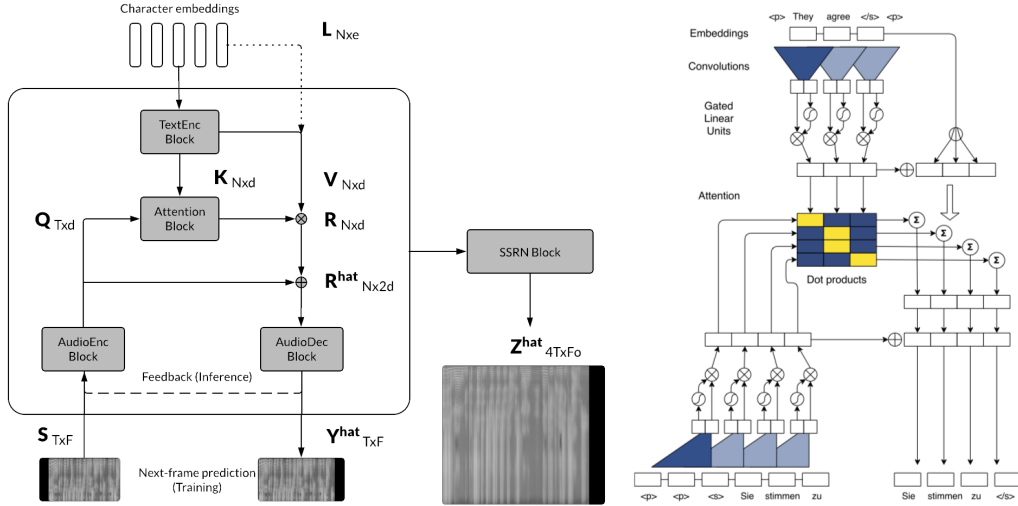 Character embeddings
L Nxe
TextEnc
Block
K Nxd
V Nxd
Q Txd
Attention
Block
R Nxd
R hat Nx2d
AudioEnc
Block
AudioDec
Block
Feedback (Inference)
S TxF
Y hat TxF
Next-frame prediction
(Training)
SSRN Block
Z hat 4TxFo
<p> They agree </s> <p>
Embeddings
Convolutions
Gated
Linear
Units
Attention
Σ
Σ
Σ
Σ
Dot products
<p> <p> <s> Sie stimmen zu
Sie stimmen zu </s>